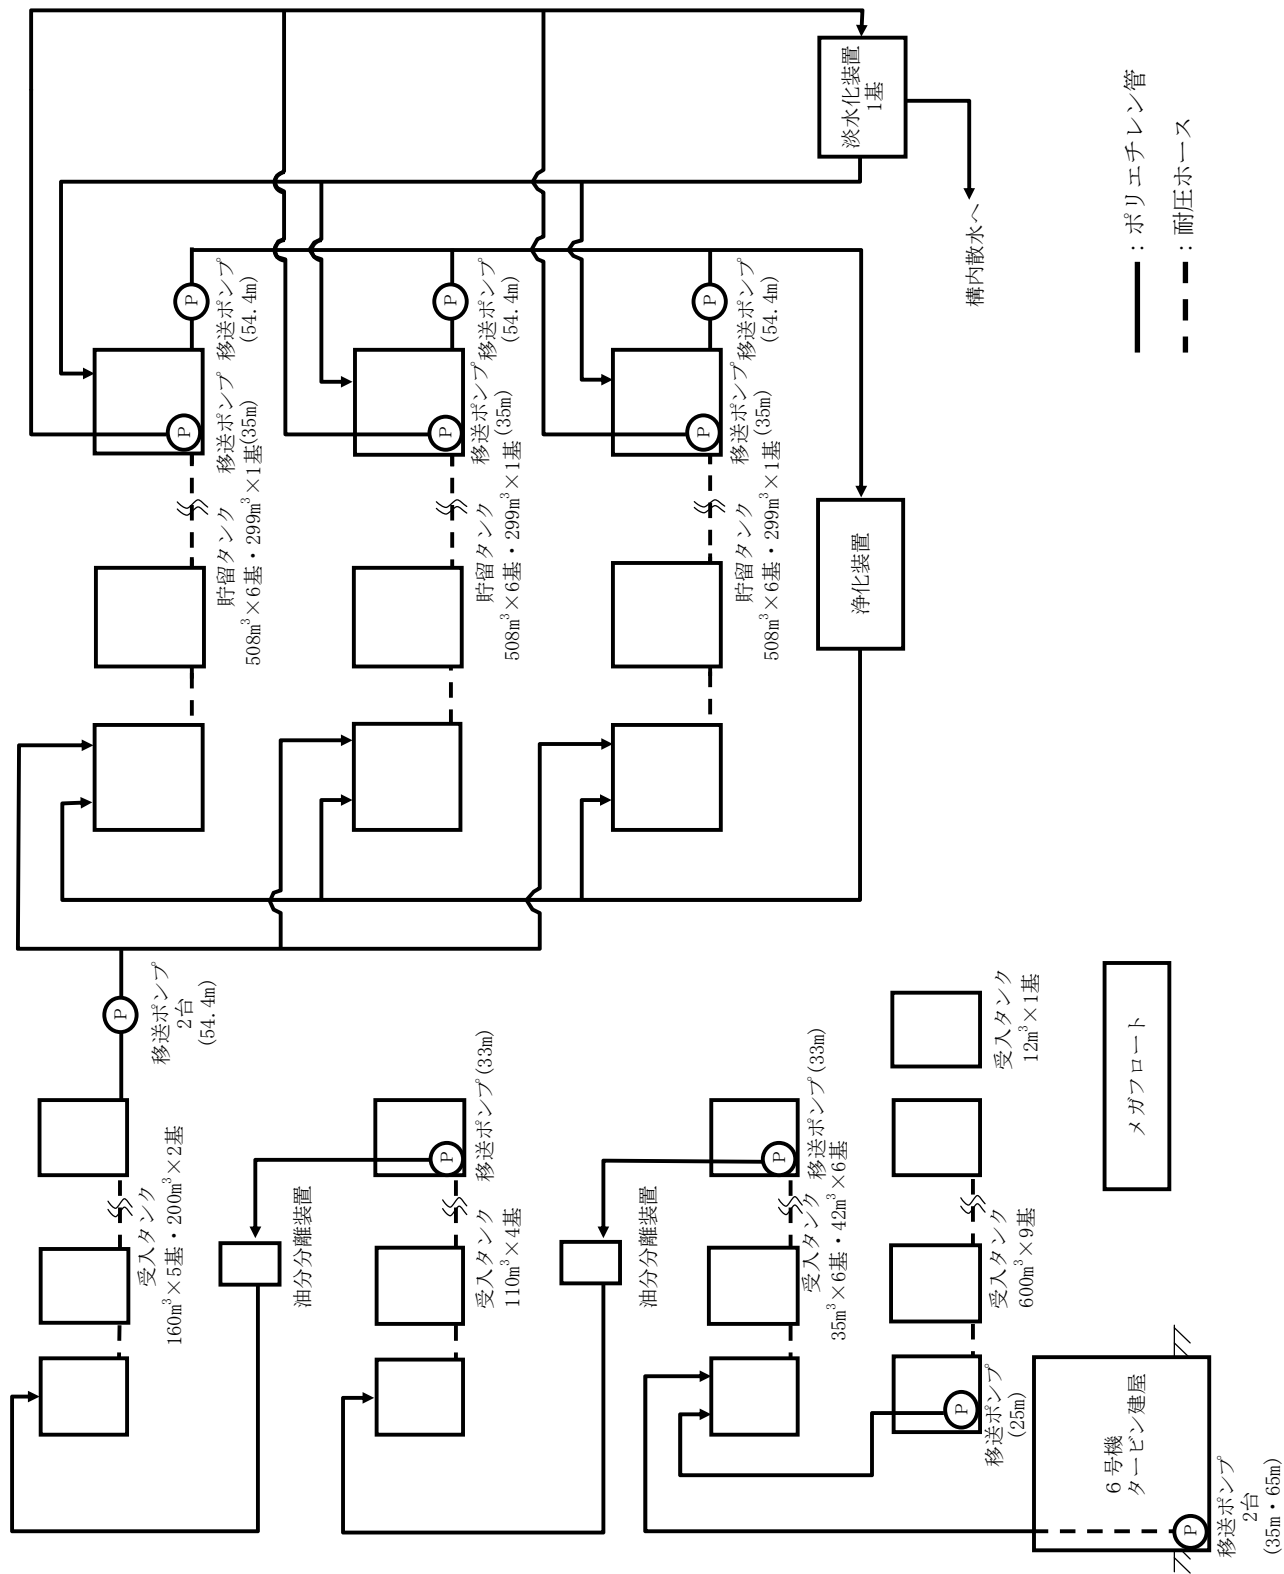 P
移送ポンプ
2台
(54.4m)
受入タンク
160m³×5基・200m³×2基
P
移送ポンプ
(35m)
P
移送ポンプ
(54.4m)
貯留タンク
508m³×6基・299m³×1基
油分分離装置
P
移送ポンプ(33m)
受入タンク
110m³×4基
P
移送ポンプ
(35m)
P
移送ポンプ
(54.4m)
貯留タンク
508m³×6基・299m³×1基
油分分離装置
P
移送ポンプ(33m)
受入タンク
35m³×6基・42m³×6基
P
移送ポンプ
(35m)
P
移送ポンプ
(54.4m)
貯留タンク
508m³×6基・299m³×1基
P
移送ポンプ
(25m)
受入タンク
600m³×9基
受入タンク
12m³×1基
浄化装置
淡水化装置
1基
構内散水へ
6号機
タービン建屋
P
移送ポンプ
2台
(35m・65m)
メガフロート
:ポリエチレン管
:耐圧ホース